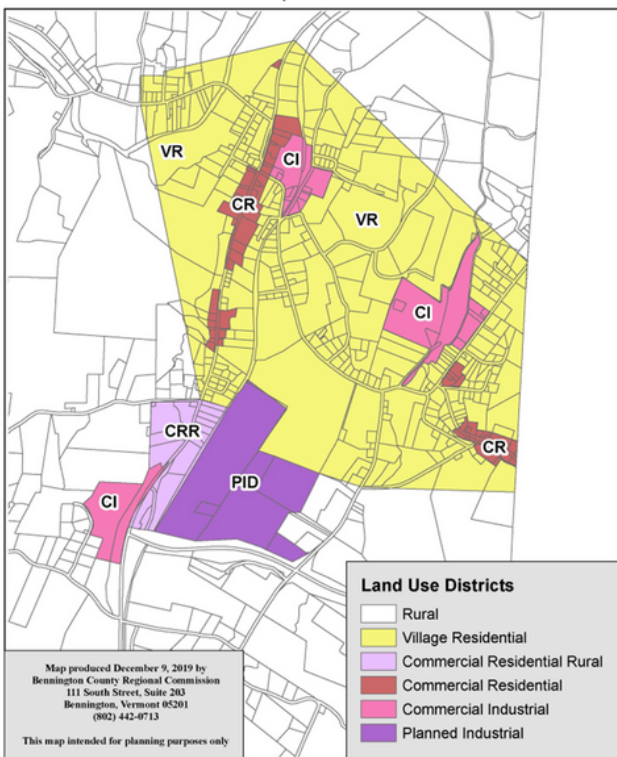 VR
CI
CR
VR
CI
CRR
CR
CI
PID
Land Use Districts
Rural
Village Residential
Commercial Residential Rural
Commercial Residential
Commercial Industrial
Planned Industrial
Map produced December 9, 2019 by
Bennington County Regional Commission
111 South Street, Suite 203
Bennington, Vermont 05201
(802) 442-0713
This map intended for planning purposes only